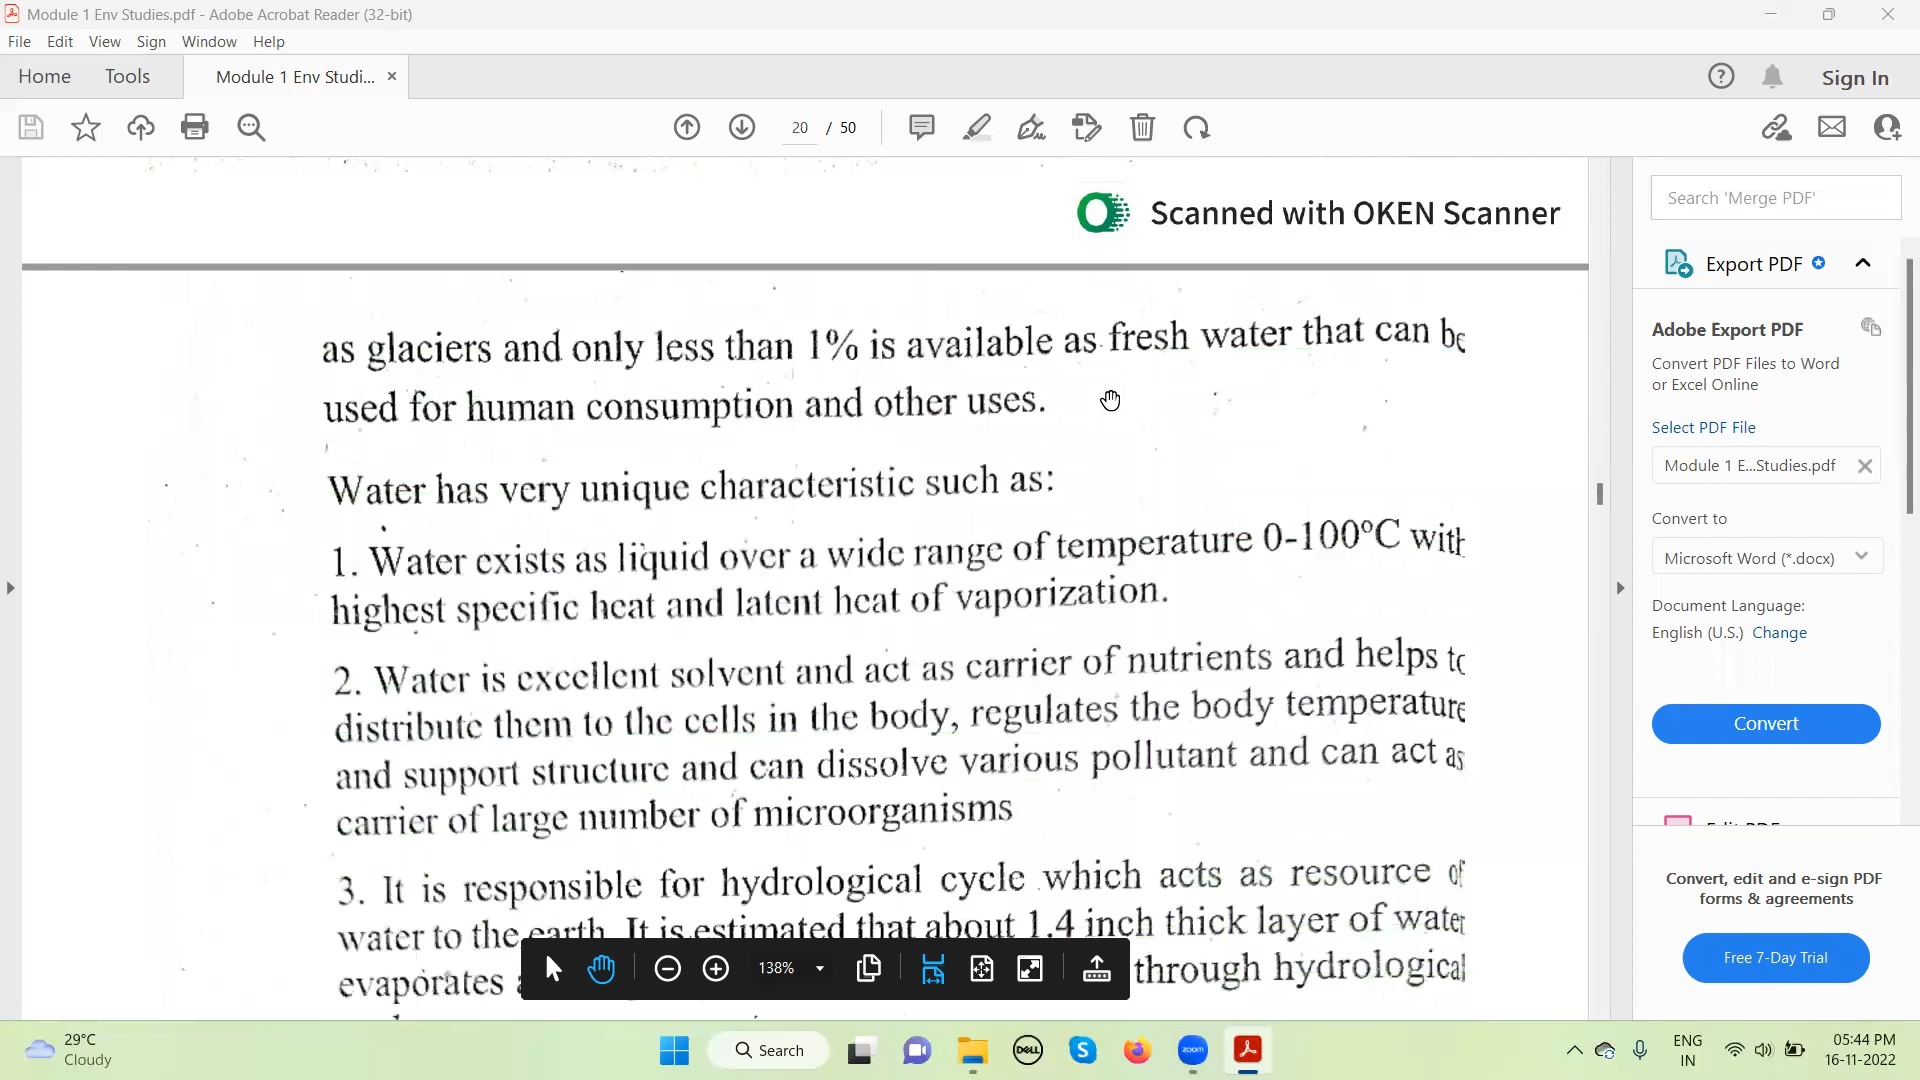 Module 1 Env Studies.pdf - Adobe Acrobat Reader (32-bit)
File Edit View Sign Window Help
Home Tools Module 1 Env Studi... × Sign In
20 / 50
Scanned with OKEN Scanner
as glaciers and only less than 1% is available as fresh water that can be
used for human consumption and other uses.
Water has very unique characteristic such as:
1. Water exists as liquid over a wide range of temperature 0-100°C with
highest specific heat and latent heat of vaporization.
2. Water is excellent solvent and act as carrier of nutrients and helps to
distribute them to the cells in the body, regulates the body temperature
and support structure and can dissolve various pollutant and can act as
carrier of large number of microorganisms
3. It is responsible for hydrological cycle which acts as resource of
water to the earth. It is estimated that about 1.4 inch thick layer of water
evaporates through hydrological
138%
Search 'Merge PDF'
Export PDF
Adobe Export PDF
Convert PDF Files to Word
or Excel Online
Select PDF File
Module 1 E...Studies.pdf
Convert to
Microsoft Word (*.docx)
Document Language:
English (U.S.) Change
Convert
Convert, edit and e-sign PDF
forms & agreements
Free 7-Day Trial
29°C
Cloudy
Search
DELL
zoom
ENG
IN
05:44 PM
16-11-2022